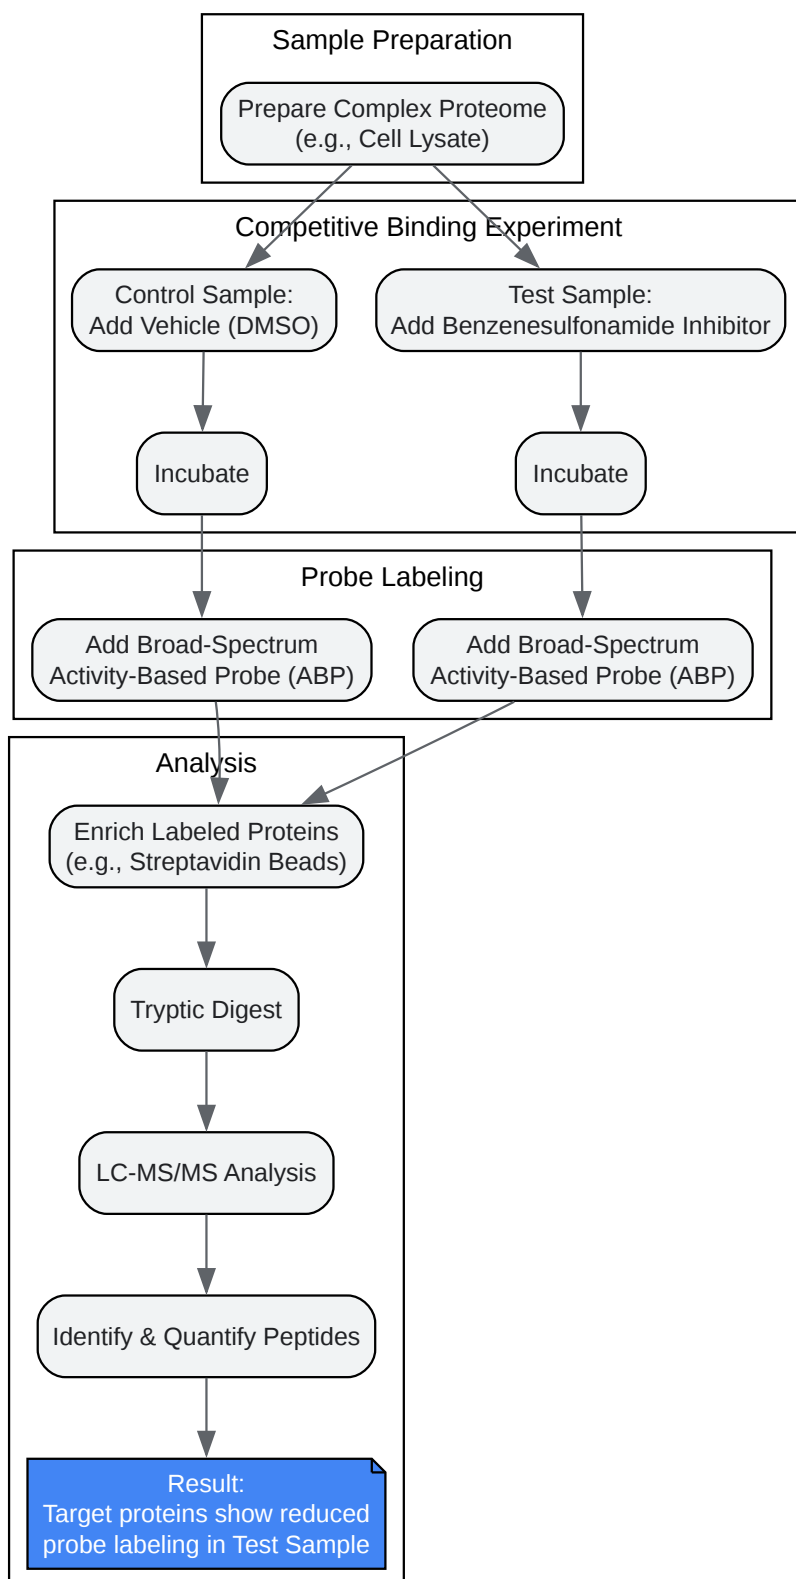 Sample Preparation
Prepare Complex Proteome
(e.g., Cell Lysate)
Competitive Binding Experiment
Control Sample:
Add Vehicle (DMSO)
Test Sample:
Add Benzenesulfonamide Inhibitor
Incubate
Incubate
Probe Labeling
Add Broad-Spectrum
Activity-Based Probe (ABP)
Add Broad-Spectrum
Activity-Based Probe (ABP)
Analysis
Enrich Labeled Proteins
(e.g., Streptavidin Beads)
Tryptic Digest
LC-MS/MS Analysis
Identify & Quantify Peptides
Result:
Target proteins show reduced
probe labeling in Test Sample